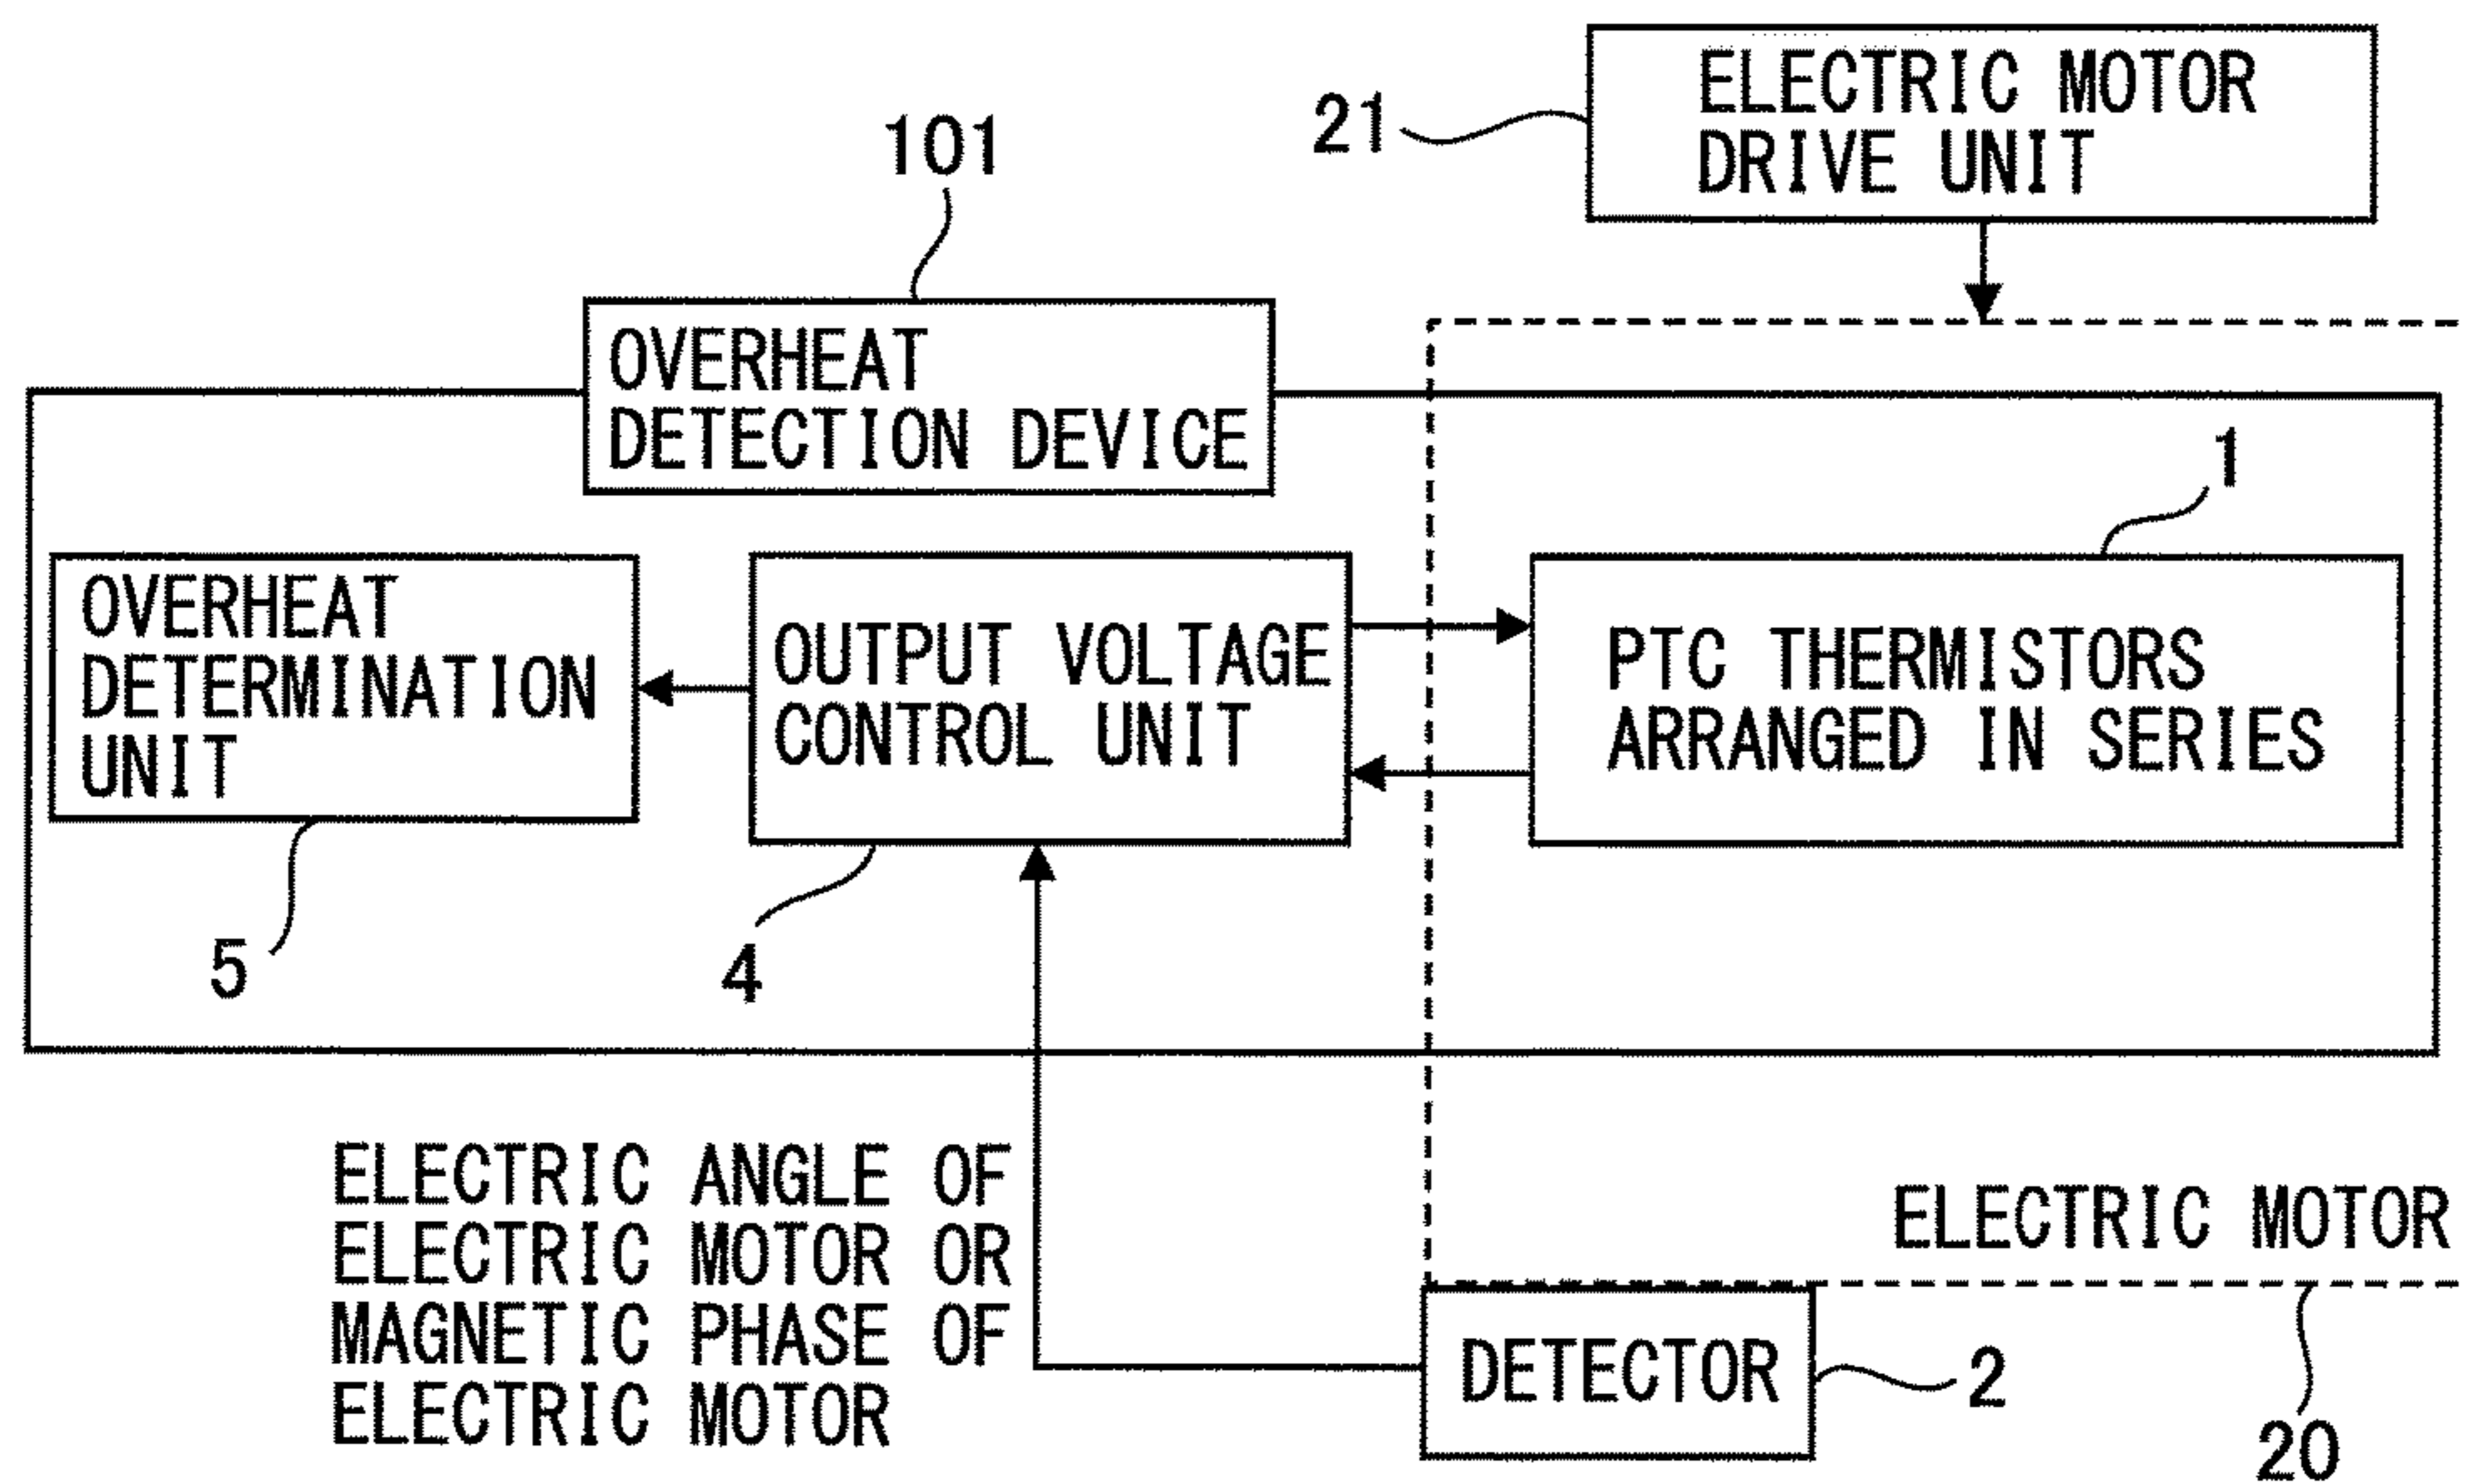 21
ELECTRIC MOTOR
DRIVE UNIT
101
OVERHEAT
DETECTION DEVICE
1
OVERHEAT
DETERMINATION
UNIT
OUTPUT VOLTAGE
CONTROL UNIT
PTC THERMISTORS
ARRANGED IN SERIES
5
4
ELECTRIC ANGLE OF
ELECTRIC MOTOR OR
MAGNETIC PHASE OF
ELECTRIC MOTOR
ELECTRIC MOTOR
DETECTOR
2
20